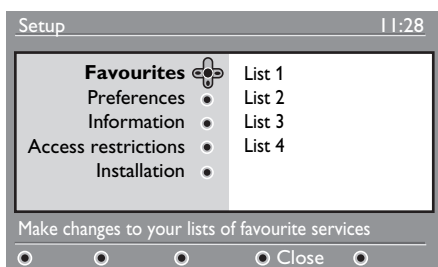 Setup 11:28
Favourites List 1
Preferences List 2
Information List 3
Access restrictions List 4
Installation
Make changes to your lists of favourite services
Close